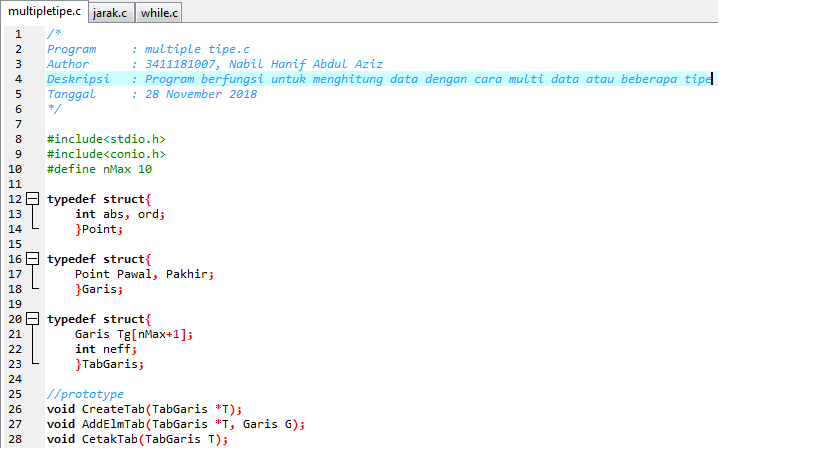 multipletipe.c jarak.c while.c
1 /*
2 Program : multiple tipe.c
3 Author : 3411181007, Nabil Hanif Abdul Aziz
4 Deskripsi : Program berfungsi untuk menghitung data dengan cara multi data atau beberapa tipe
5 Tanggal : 28 November 2018
6 */
7
8 #include<stdio.h>
9 #include<conio.h>
10 #define nMax 10
11
12 typedef struct{
13 int abs, ord;
14 }Point;
15
16 typedef struct{
17 Point Pawal, Pakhir;
18 }Garis;
19
20 typedef struct{
21 Garis Tg[nMax+1];
22 int neff;
23 }TabGaris;
24
25 //prototype
26 void CreateTab(TabGaris *T);
27 void AddElmTab(TabGaris *T, Garis G);
28 void CetakTab(TabGaris T);